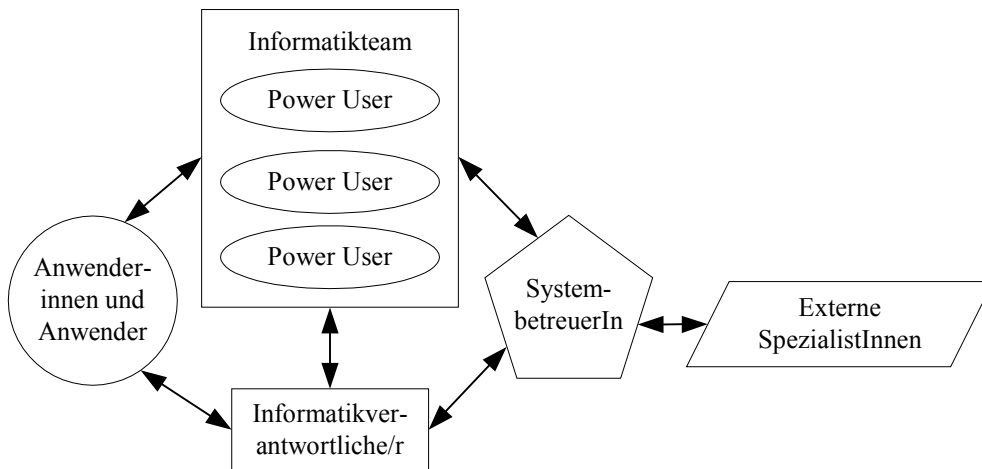 Informatikteam
Power User
Power User
Power User
Anwender-
innen und
Anwender
System-
betreuerIn
Externe
SpezialistInnen
Informatikver-
antwortliche/r